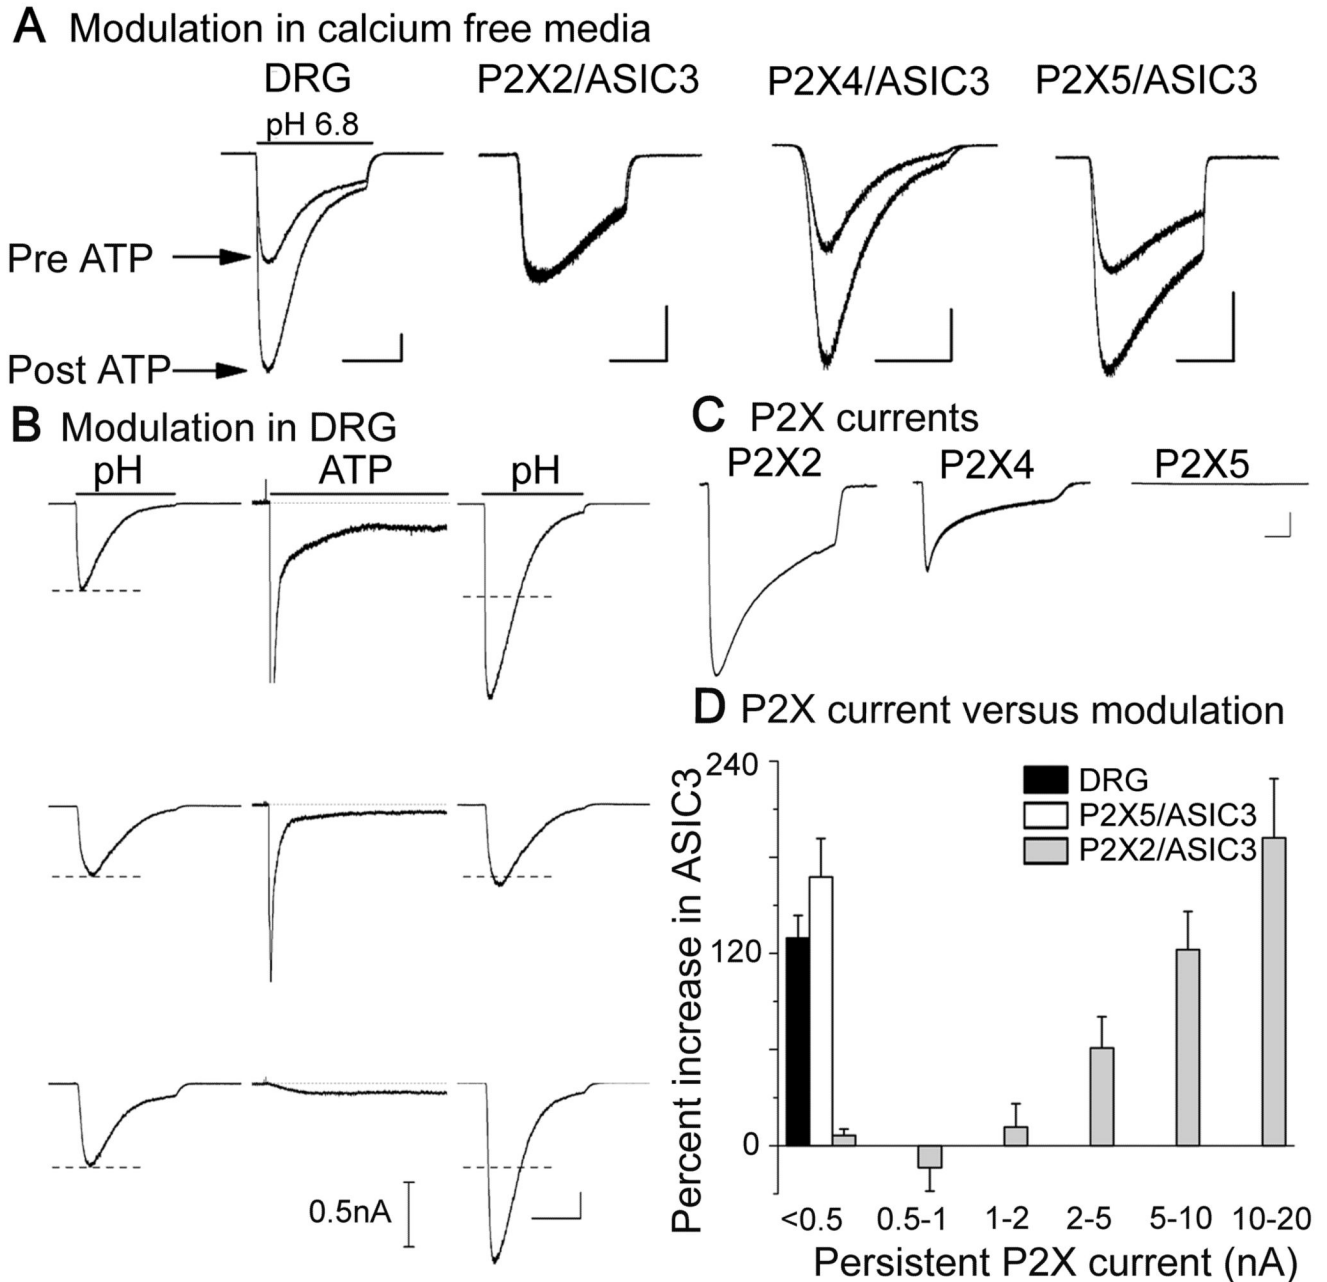 A Modulation in calcium free media
DRG P2X2/ASIC3 P2X4/ASIC3 P2X5/ASIC3
pH 6.8
Pre ATP
Post ATP
B Modulation in DRG
pH ATP pH
0.5nA
C P2X currents
P2X2 P2X4 P2X5
D P2X current versus modulation
Percent increase in ASIC3
240
120
0
DRG
P2X5/ASIC3
P2X2/ASIC3
<0.5 0.5-1 1-2 2-5 5-10 10-20
Persistent P2X current (nA)